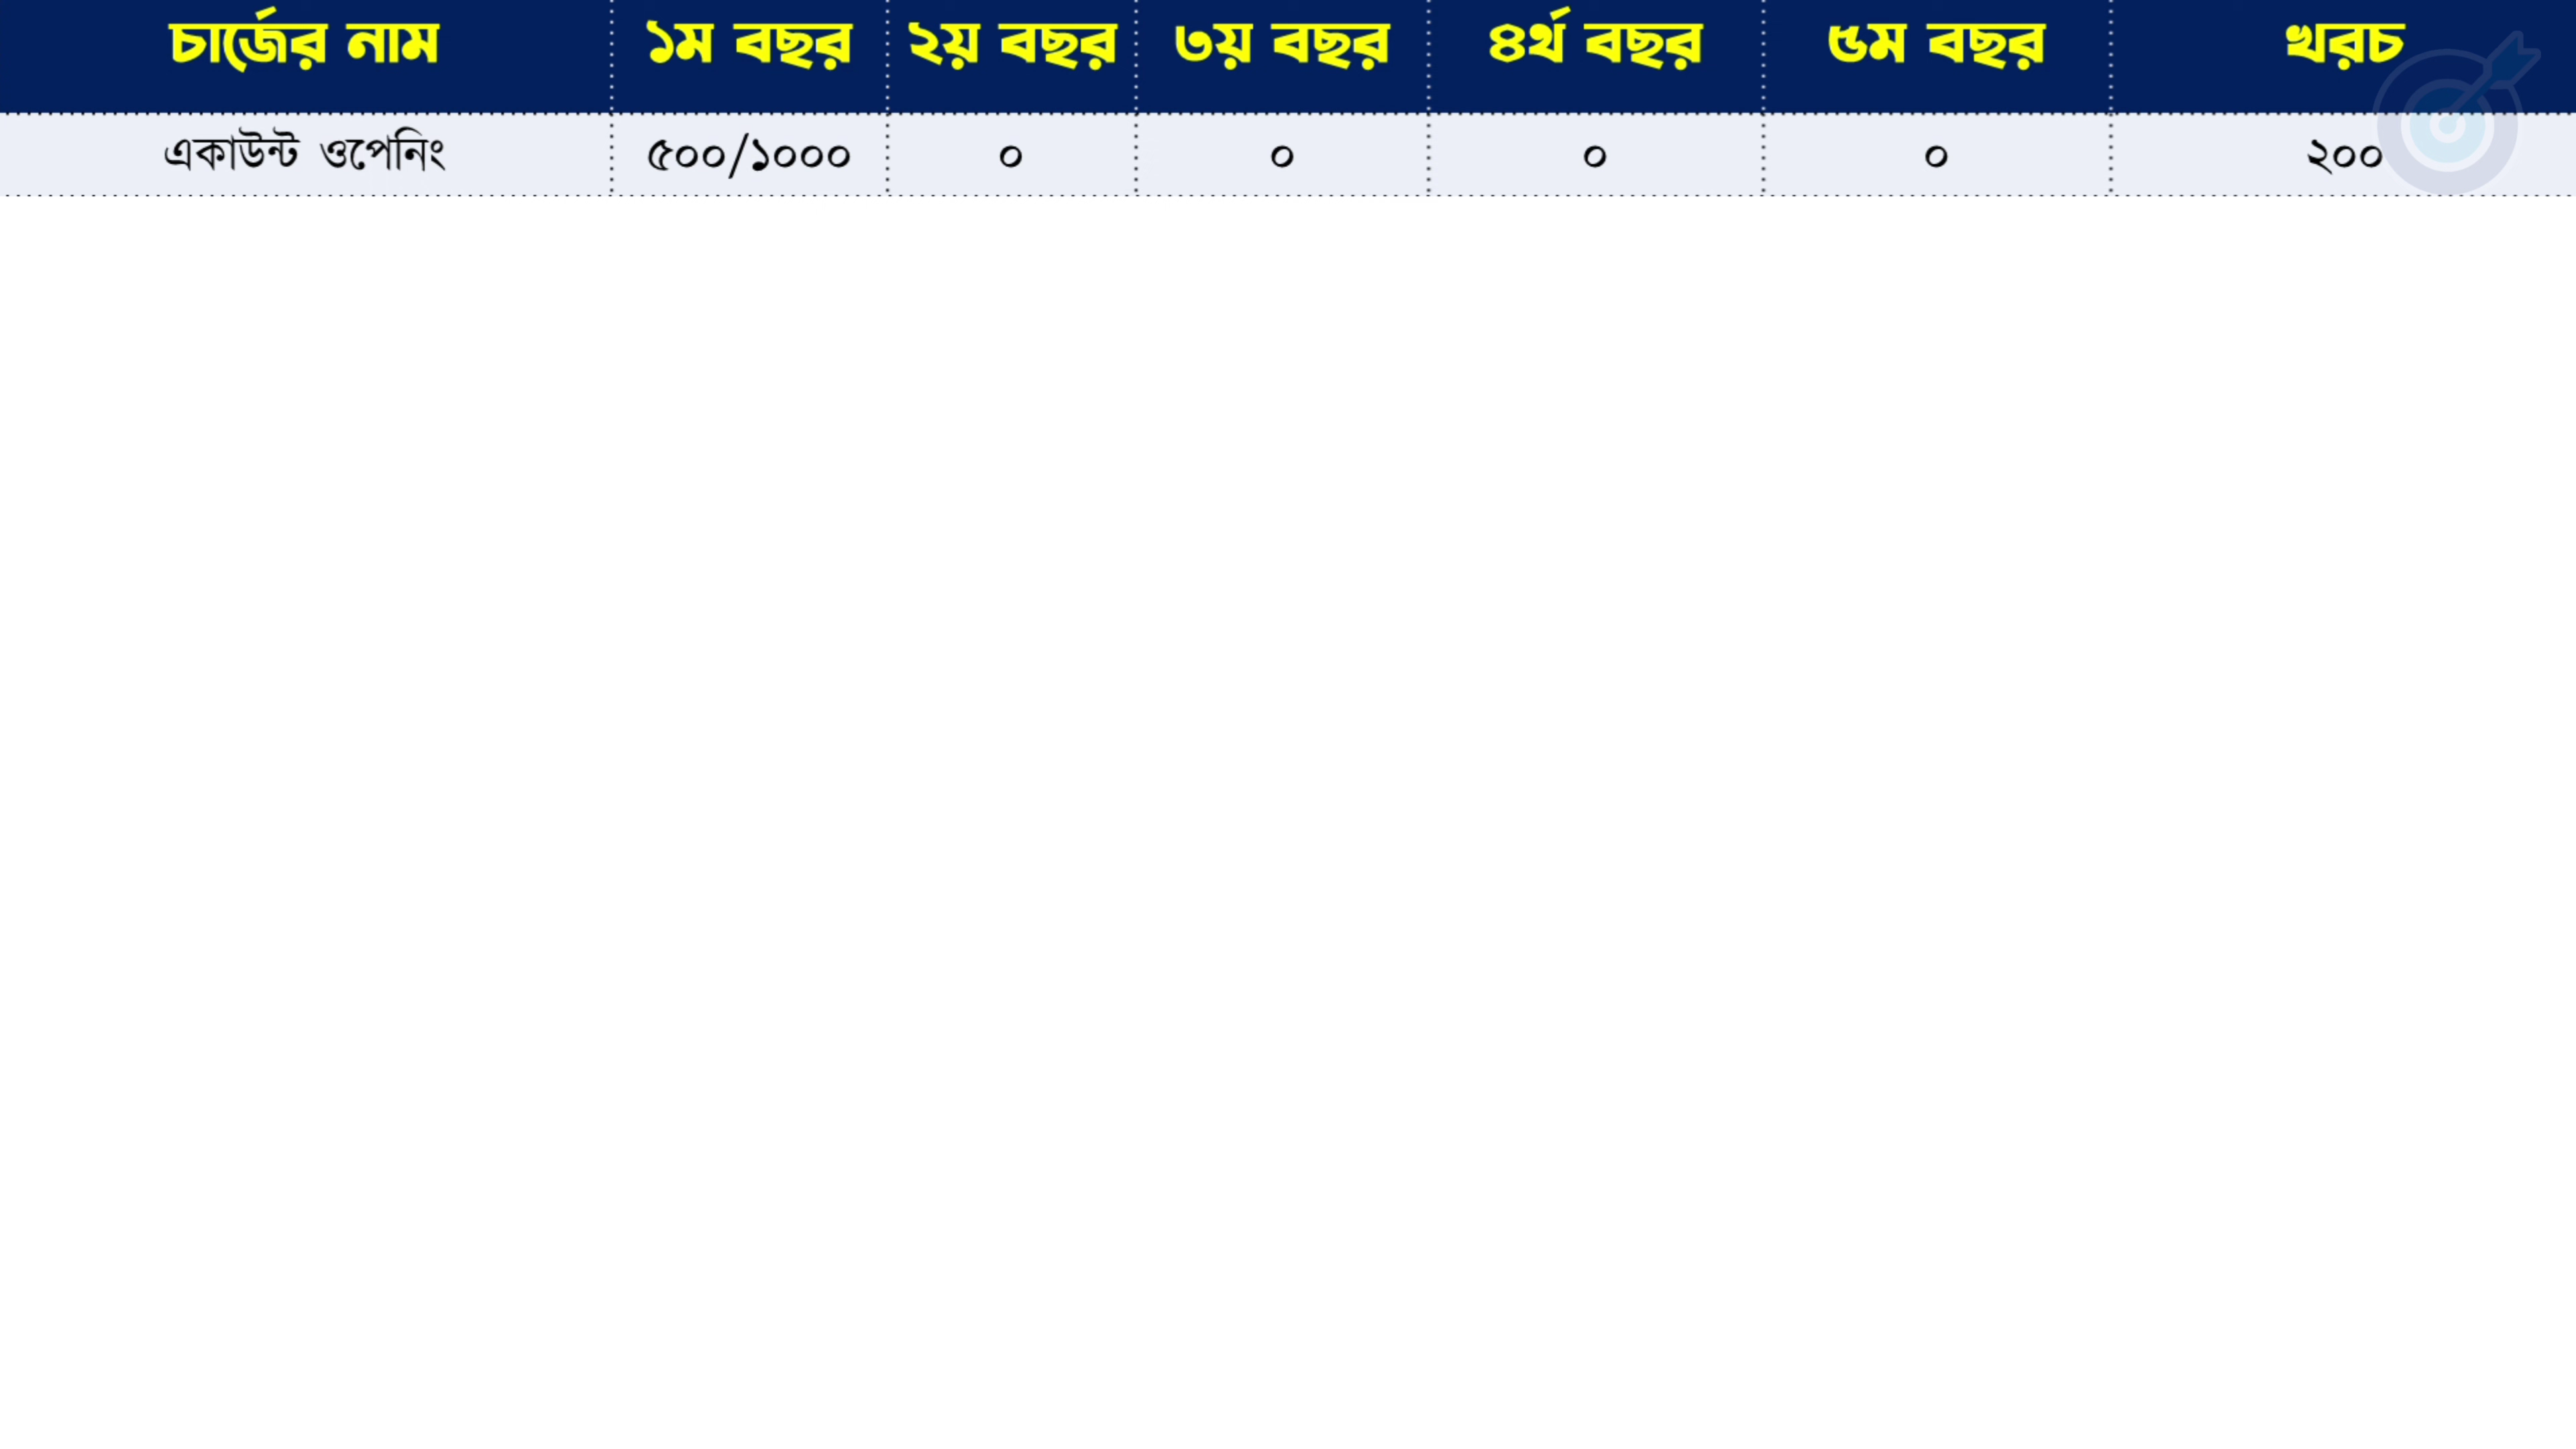 চার্জের নাম ১ম বছর ২য় বছর ৩য় বছর ৪র্থ বছর ৫ম বছর খরচ
একাউন্ট ওপেনিং ৫০০/১০০০ ০ ০ ০ ০ ২০০